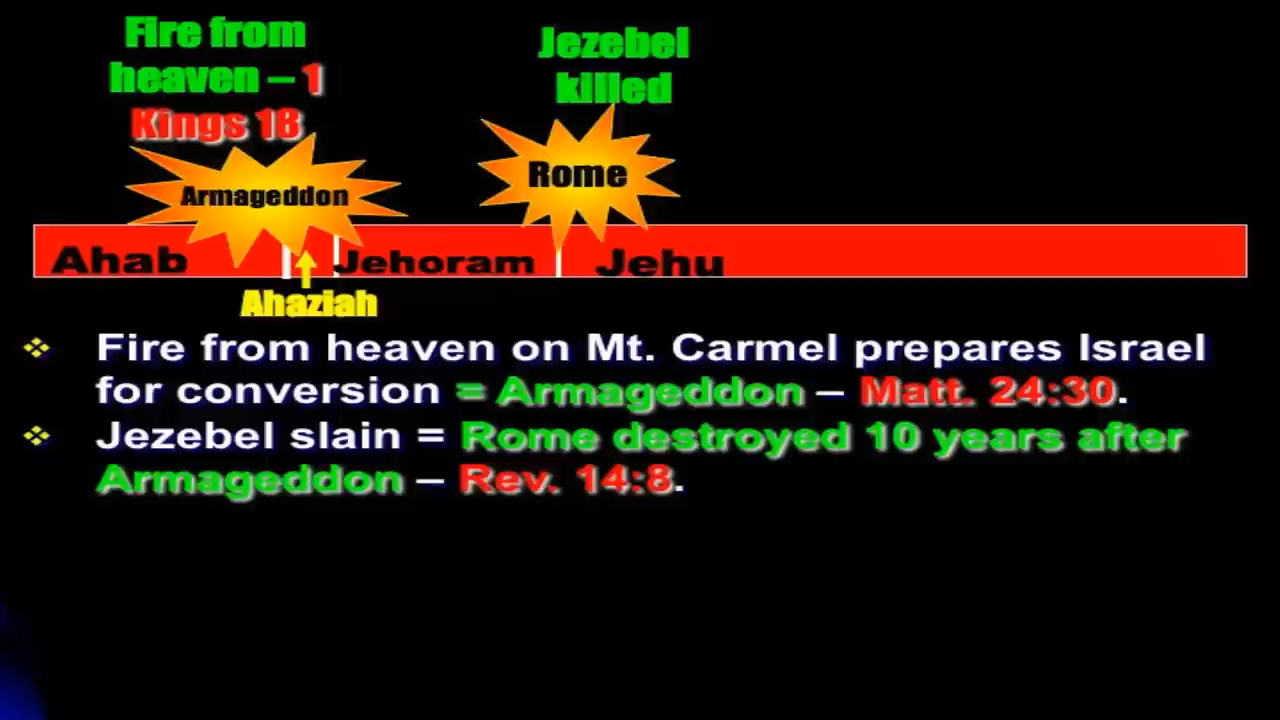 Fire from
heaven – 1
Kings 18
Jezebel
killed
Armageddon
Rome
Ahab
Jehoram
Jehu
Ahaziah
❖ Fire from heaven on Mt. Carmel prepares Israel
for conversion = Armageddon – Matt. 24:30.
❖ Jezebel slain = Rome destroyed 10 years after
Armageddon – Rev. 14:8.